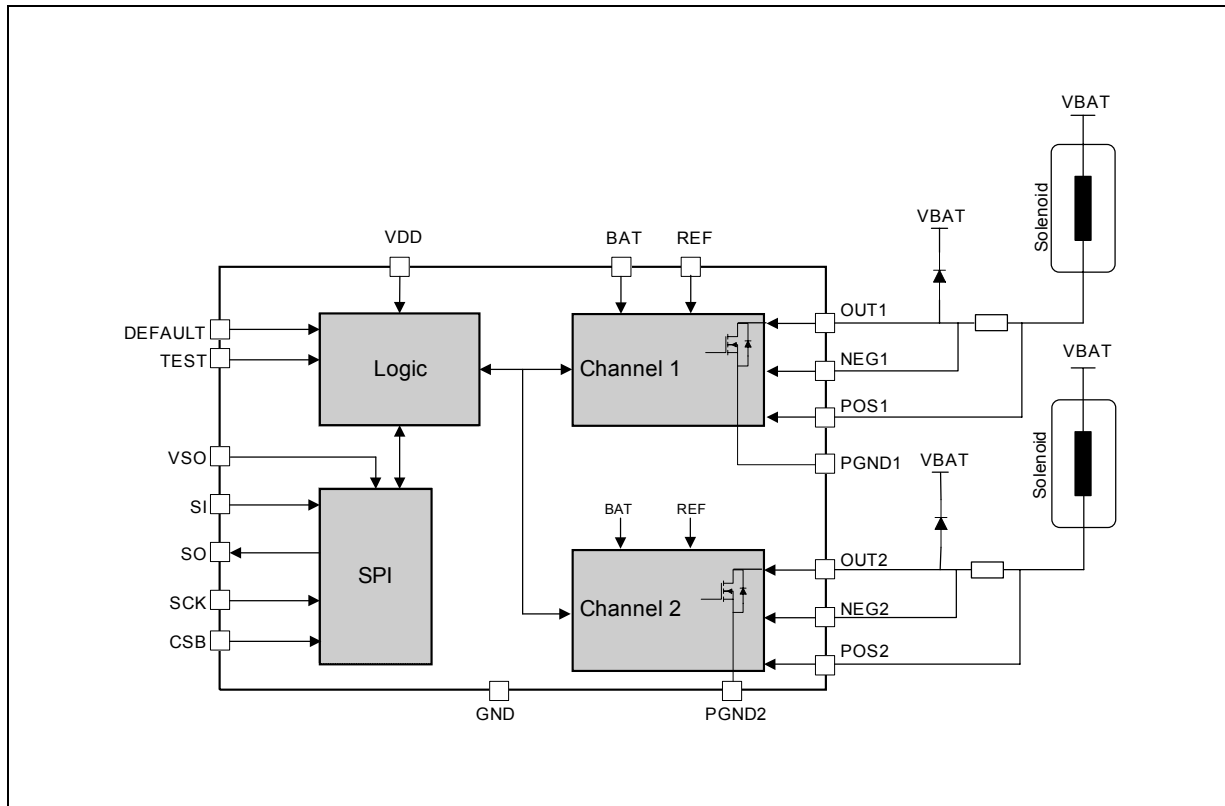 VBAT
Solenoid
VBAT
VDD
BAT
REF
DEFAULT
TEST
Logic
Channel 1
OUT1
NEG1
POS1
PGND1
VBAT
Solenoid
VBAT
VSO
SI
SO
SCK
CSB
SPI
BAT
REF
Channel 2
OUT2
NEG2
POS2
GND
PGND2